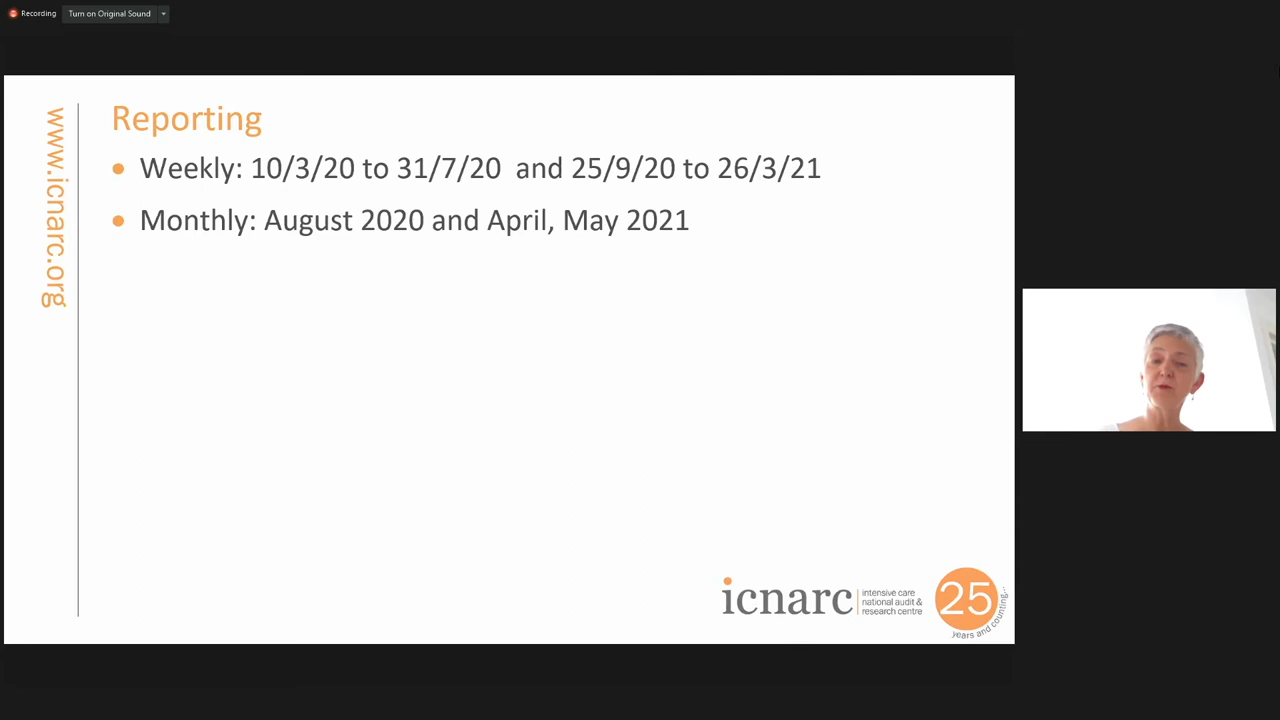 Recording
Turn on Original Sound
www.icnarc.org
Reporting
• Weekly: 10/3/20 to 31/7/20 and 25/9/20 to 26/3/21
• Monthly: August 2020 and April, May 2021
icnarc
intensive care
national audit &
research centre
25
years and counting...